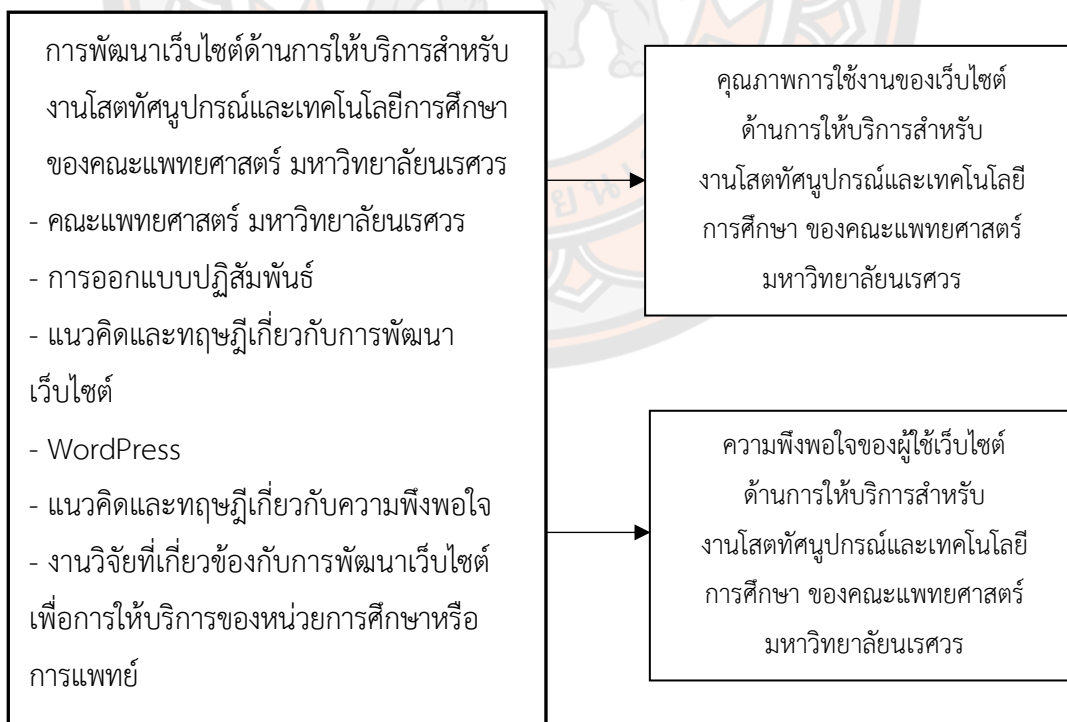 การพัฒนาเว็บไซต์ด้านการให้บริการสำหรับ
งานโสตทัศนูปกรณ์และเทคโนโลยีการศึกษา
ของคณะแพทยศาสตร์ มหาวิทยาลัยนเรศวร
- คณะแพทยศาสตร์ มหาวิทยาลัยนเรศวร
- การออกแบบปฏิสัมพันธ์
- แนวคิดและทฤษฎีเกี่ยวกับการพัฒนา
เว็บไซต์
- WordPress
- แนวคิดและทฤษฎีเกี่ยวกับความพึงพอใจ
- งานวิจัยที่เกี่ยวข้องกับการพัฒนาเว็บไซต์
เพื่อการให้บริการของหน่วยการศึกษาหรือ
การแพทย์
คุณภาพการใช้งานของเว็บไซต์
ด้านการให้บริการสำหรับ
งานโสตทัศนูปกรณ์และเทคโนโลยี
การศึกษา ของคณะแพทยศาสตร์
มหาวิทยาลัยนเรศวร
ความพึงพอใจของผู้ใช้เว็บไซต์
ด้านการให้บริการสำหรับ
งานโสตทัศนูปกรณ์และเทคโนโลยี
การศึกษา ของคณะแพทยศาสตร์
มหาวิทยาลัยนเรศวร